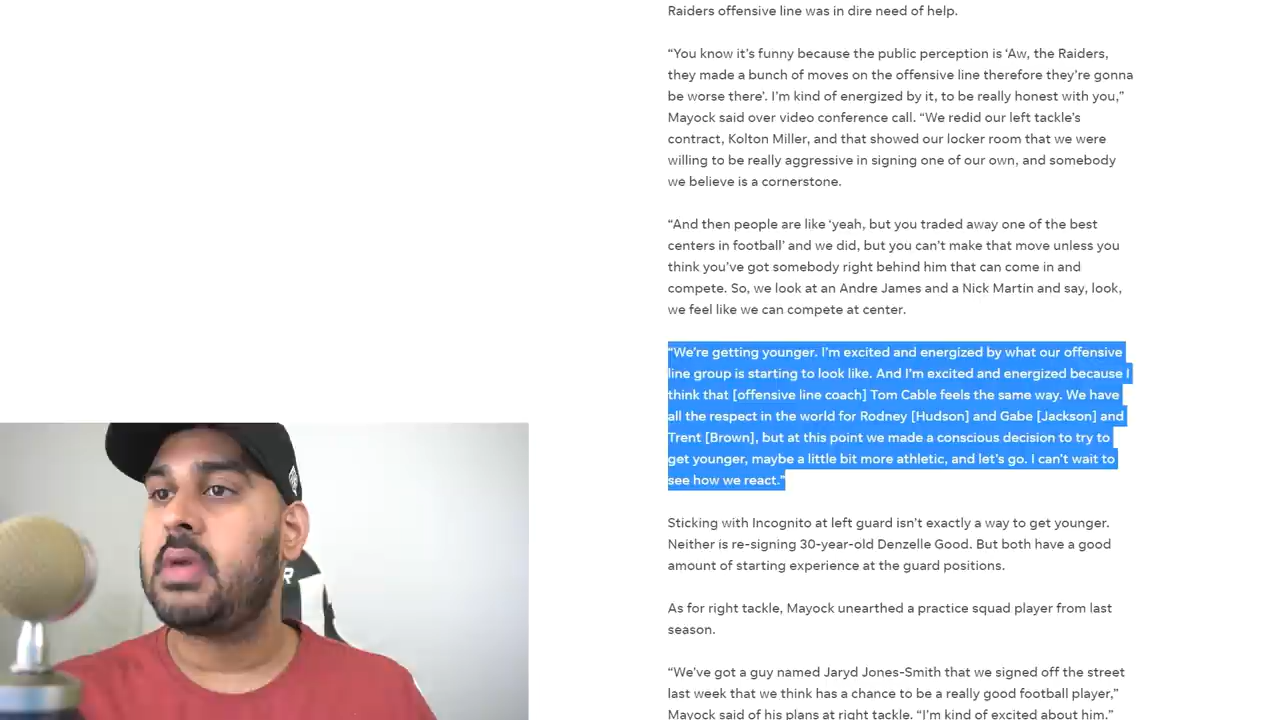 Raiders offensive line was in dire need of help.
“You know it’s funny because the public perception is ‘Aw, the Raiders,
they made a bunch of moves on the offensive line therefore they’re gonna
be worse there’. I’m kind of energized by it, to be really honest with you,”
Mayock said over video conference call. “We redid our left tackle’s
contract, Kolton Miller, and that showed our locker room that we were
willing to be really aggressive in signing one of our own, and somebody
we believe is a cornerstone.
“And then people are like ‘yeah, but you traded away one of the best
centers in football’ and we did, but you can’t make that move unless you
think you’ve got somebody right behind him that can come in and
compete. So, we look at an Andre James and a Nick Martin and say, look,
we feel like we can compete at center.
“We’re getting younger. I’m excited and energized by what our offensive
line group is starting to look like. And I’m excited and energized because I
think that [offensive line coach] Tom Cable feels the same way. We have
all the respect in the world for Rodney [Hudson] and Gabe [Jackson] and
Trent [Brown], but at this point we made a conscious decision to try to
get younger, maybe a little bit more athletic, and let’s go. I can’t wait to
see how we react.”
Sticking with Incognito at left guard isn’t exactly a way to get younger.
Neither is re-signing 30-year-old Denzelle Good. But both have a good
amount of starting experience at the guard positions.
As for right tackle, Mayock unearthed a practice squad player from last
season.
“We’ve got a guy named Jaryd Jones-Smith that we signed off the street
last week that we think has a chance to be a really good football player,”
Mayock said of his plans at right tackle. “I’m kind of excited about him.”